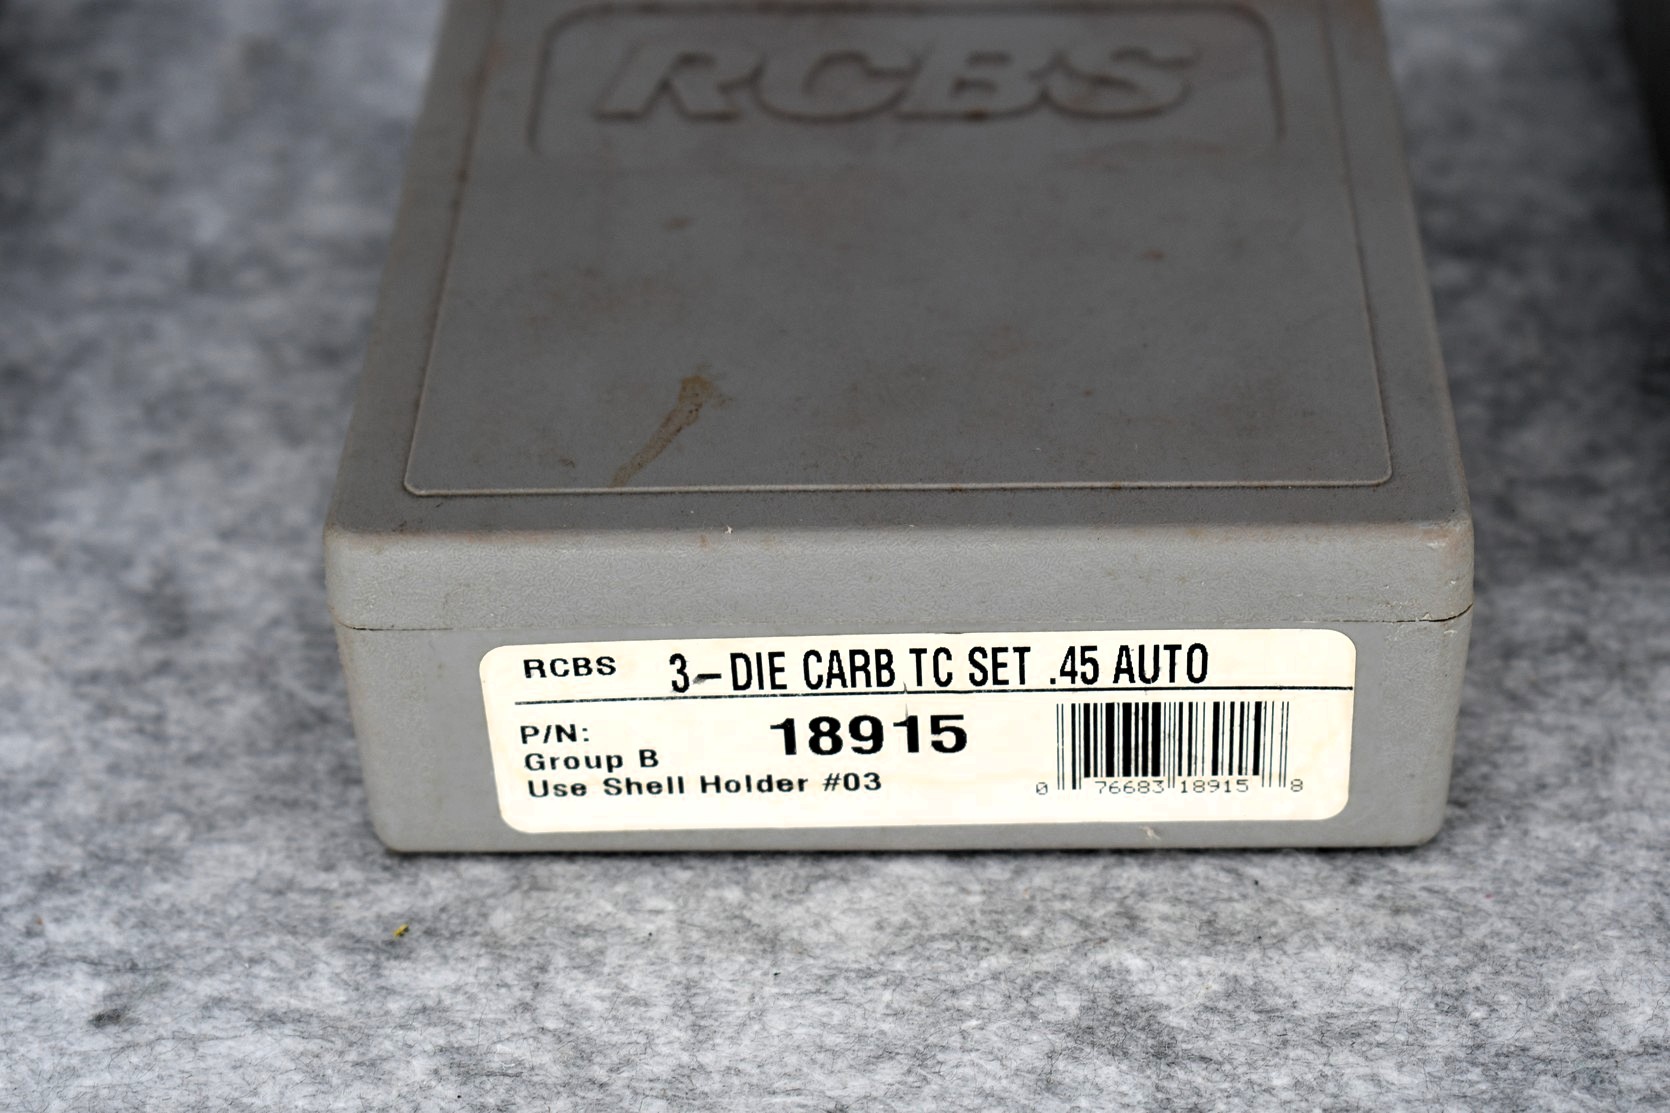 RCBS
RCBS 3-DIE CARB TC SET .45 AUTO
P/N: 18915
Group B
Use Shell Holder #03
0 76683 18915 8